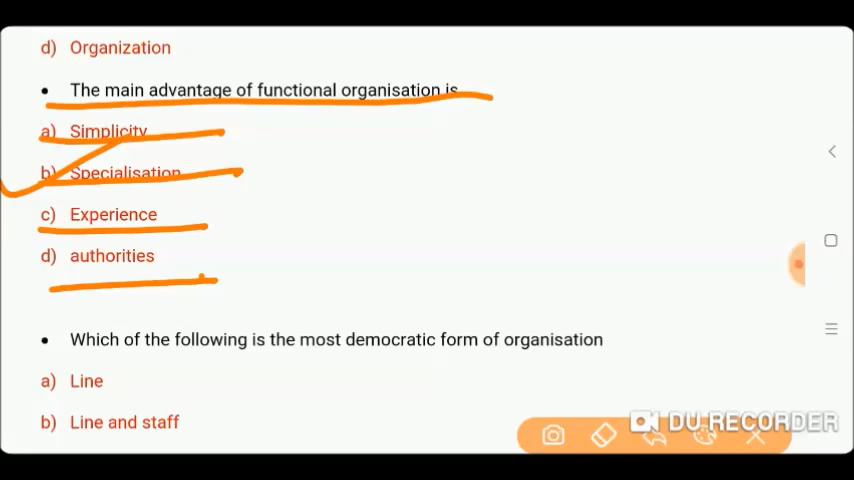 d) Organization
• The main advantage of functional organisation is
a) Simplicity
b) Specialisation
c) Experience
d) authorities
• Which of the following is the most democratic form of organisation
a) Line
b) Line and staff
DU RECORDER